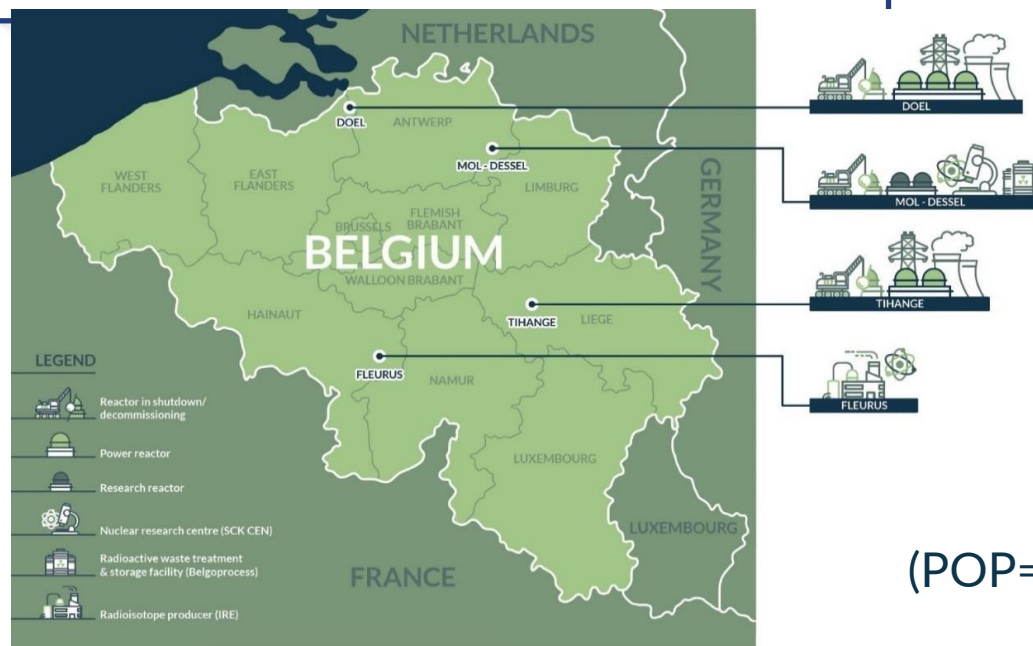 NETHERLANDS
DOEL
ANTWERP
MOL - DESSEL
WEST
FLANDERS
EAST
FLANDERS
LIMBURG
GERMANY
BRUSSELS
FLEMISH
BRABANT
BELGIUM
WALLOON BRABANT
HAINAUT
TIHANGE
LIEGE
FLEURUS
NAMUR
LUXEMBOURG
LUXEMBOURG
FRANCE
LEGEND
Reactor in shutdown/
decommissioning
Power reactor
Research reactor
Nuclear research centre (SCK CEN)
Radioactive waste treatment
& storage facility (Belgoprocess)
Radioisotope producer (IRE)
DOEL
MOL - DESSEL
TIHANGE
FLEURUS
(POP=